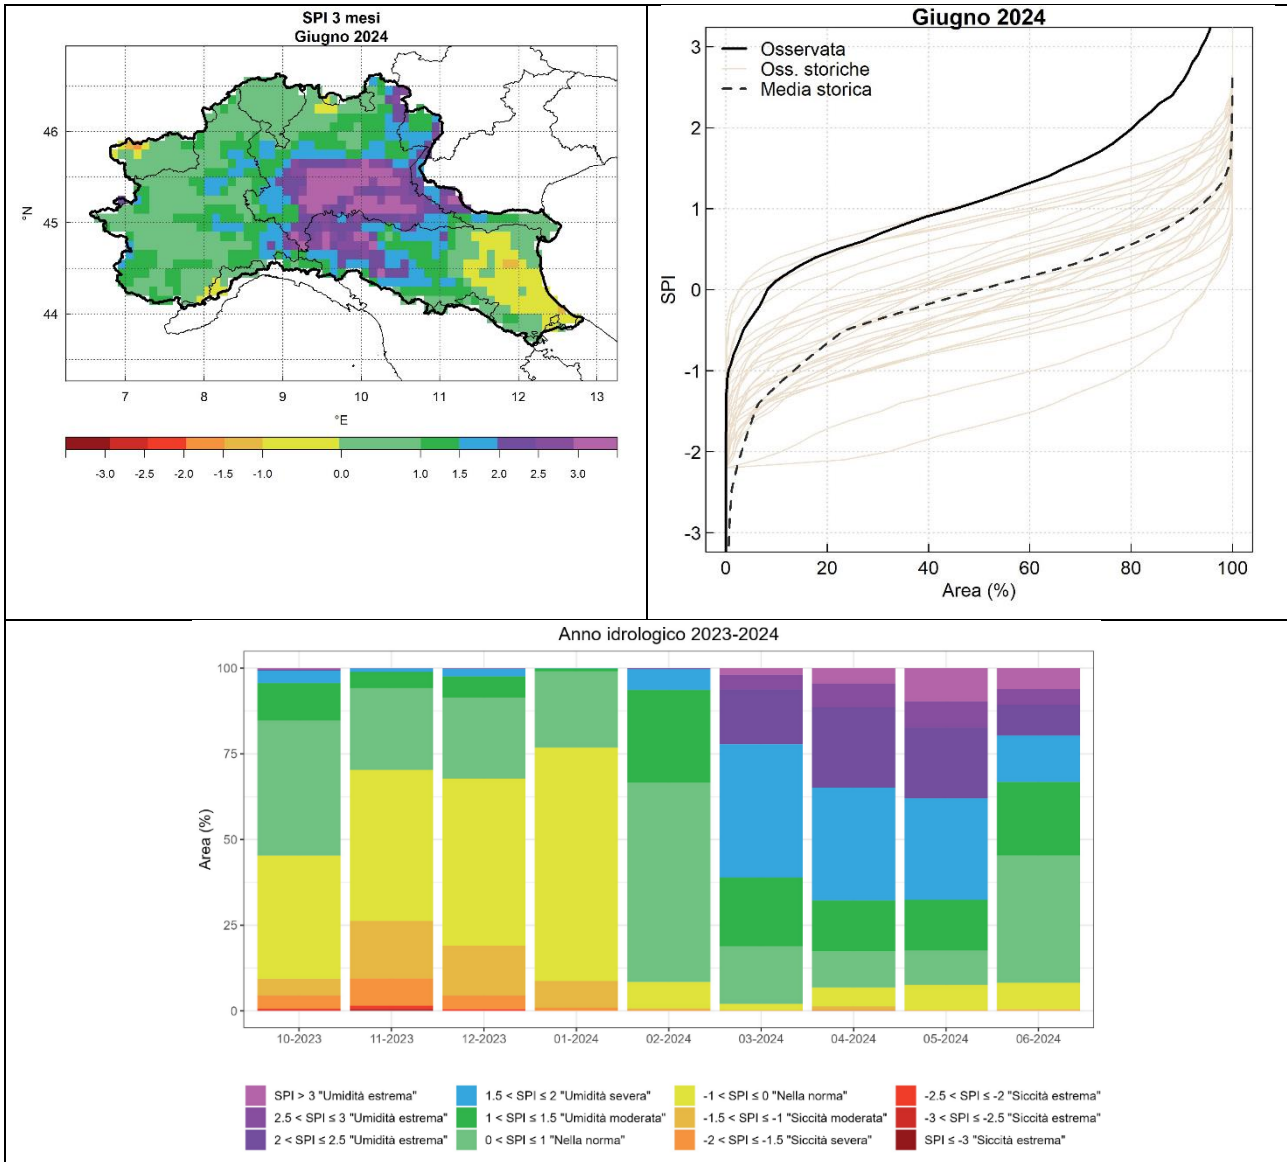 SPI 3 mesi
Giugno 2024
46
45
44
°N
7 8 9 10 11 12 13
°E
-3.0 -2.5 -2.0 -1.5 -1.0 0.0 1.0 1.5 2.0 2.5 3.0
Giugno 2024
Osservata
Oss. storiche
Media storica
3
2
1
0
-1
-2
-3
SPI
0 20 40 60 80 100
Area (%)
Anno idrologico 2023-2024
100
75
50
25
0
Area (%)
10-2023 11-2023 12-2023 01-2024 02-2024 03-2024 04-2024 05-2024 06-2024
SPI > 3 "Umidità estrema" 1.5 < SPI ≤ 2 "Umidità severa" -1 < SPI ≤ 0 "Nella norma" -2.5 < SPI ≤ -2 "Siccità estrema"
2.5 < SPI ≤ 3 "Umidità estrema" 1 < SPI ≤ 1.5 "Umidità moderata" -1.5 < SPI ≤ -1 "Siccità moderata" -3 < SPI ≤ -2.5 "Siccità estrema"
2 < SPI ≤ 2.5 "Umidità estrema" 0 < SPI ≤ 1 "Nella norma" -2 < SPI ≤ -1.5 "Siccità severa" SPI ≤ -3 "Siccità estrema"